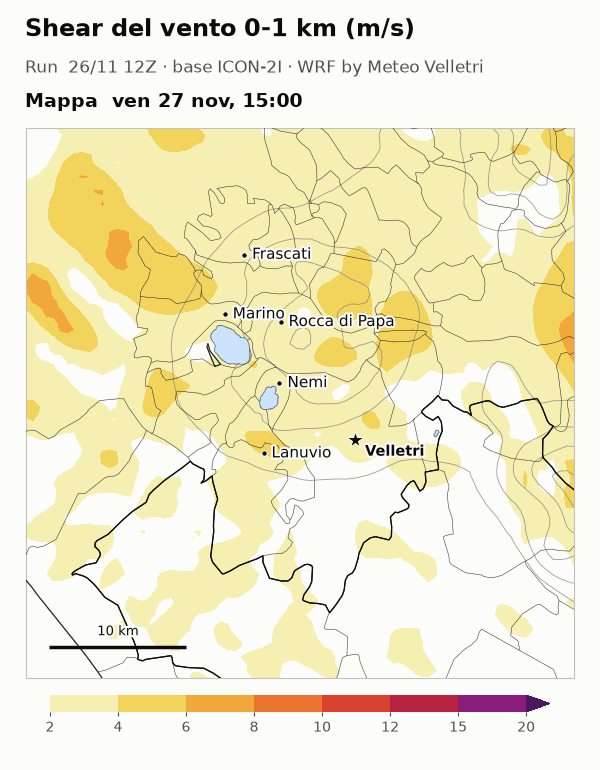 Shear del vento 0-1 km (m/s)
Run  26/11 12Z · base ICON-2I · WRF by Meteo Velletri
Mappa  ven 27 nov, 15:00
Frascati
Marino
Rocca di Papa
Nemi
Velletri
Lanuvio
10 km
2 4 6 8 10 12 15 20